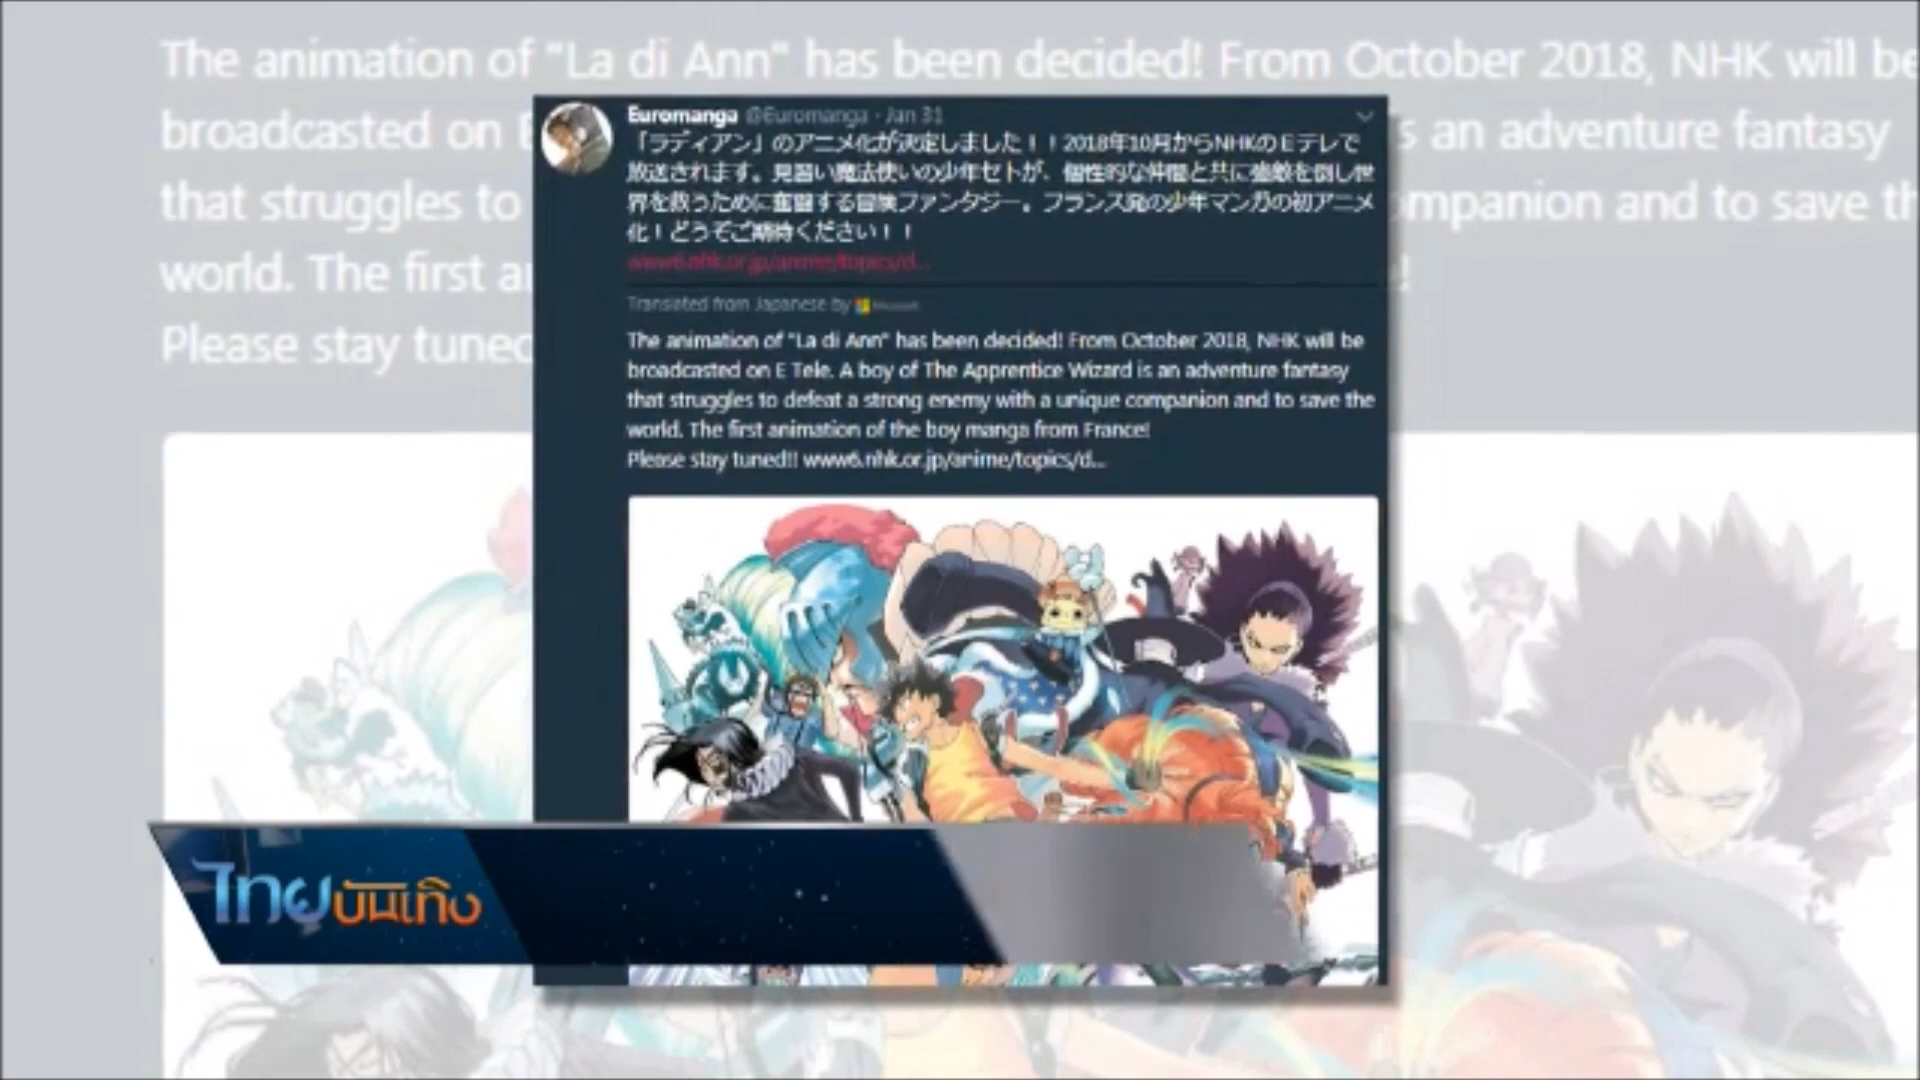 The animation of "La di Ann" has been decided! From October 2018, NHK will be
broadcasted on E s an adventure fantasy
that struggles to ompanion and to save th
world. The first a
Please stay tuned
Euromanga @Euromanga · Jan 31
「ラディアン」のアニメ化が決定しました！！2018年10月からNHKのEテレで
放送されます。見習い魔法使いの少年セトが、個性的な仲間と共に強敵を倒し世
界を救うために奮闘する冒険ファンタジー。フランス発の少年マンガの初アニメ
化！どうぞご期待ください！！
www6.nhk.or.jp/anime/topics/d...
Translated from Japanese by Microsoft
The animation of "La di Ann" has been decided! From October 2018, NHK will be
broadcasted on E Tele. A boy of The Apprentice Wizard is an adventure fantasy
that struggles to defeat a strong enemy with a unique companion and to save the
world. The first animation of the boy manga from France!
Please stay tuned!! www6.nhk.or.jp/anime/topics/d...
ไทยบันเทิง